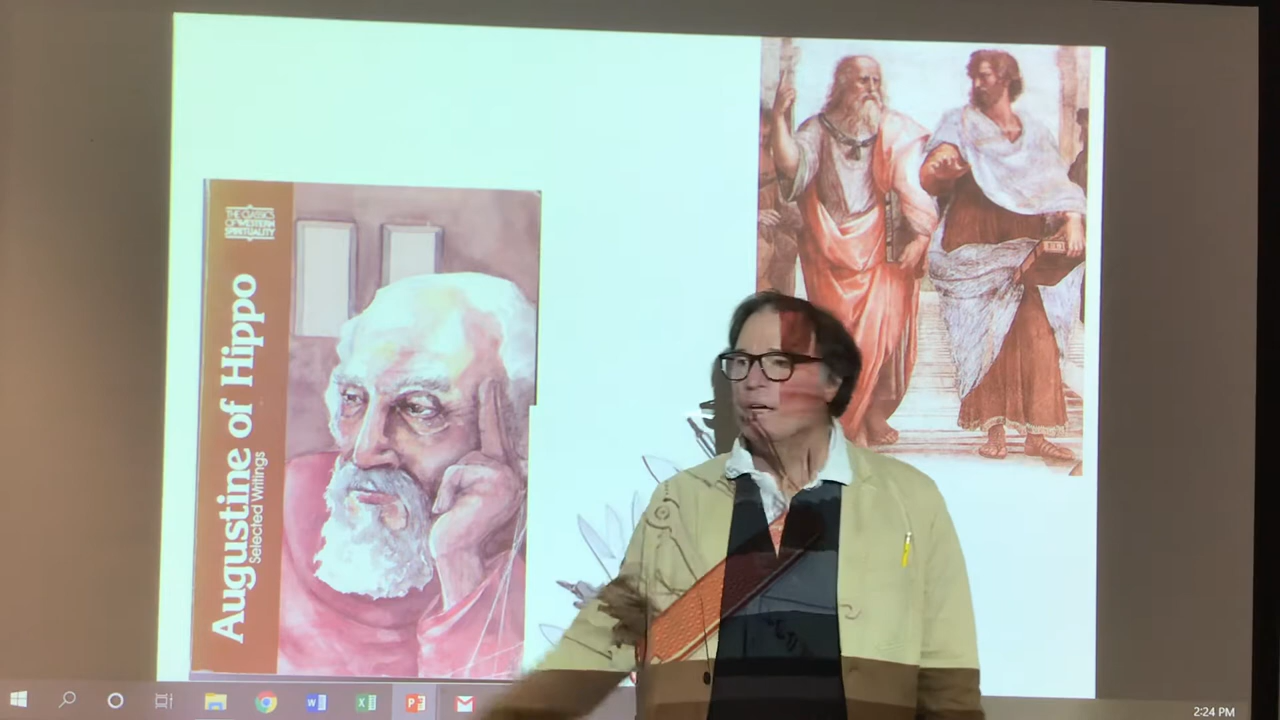 THE CLASSICS
OF WESTERN
SPIRITUALITY
Augustine of Hippo
Selected Writings
2:24 PM